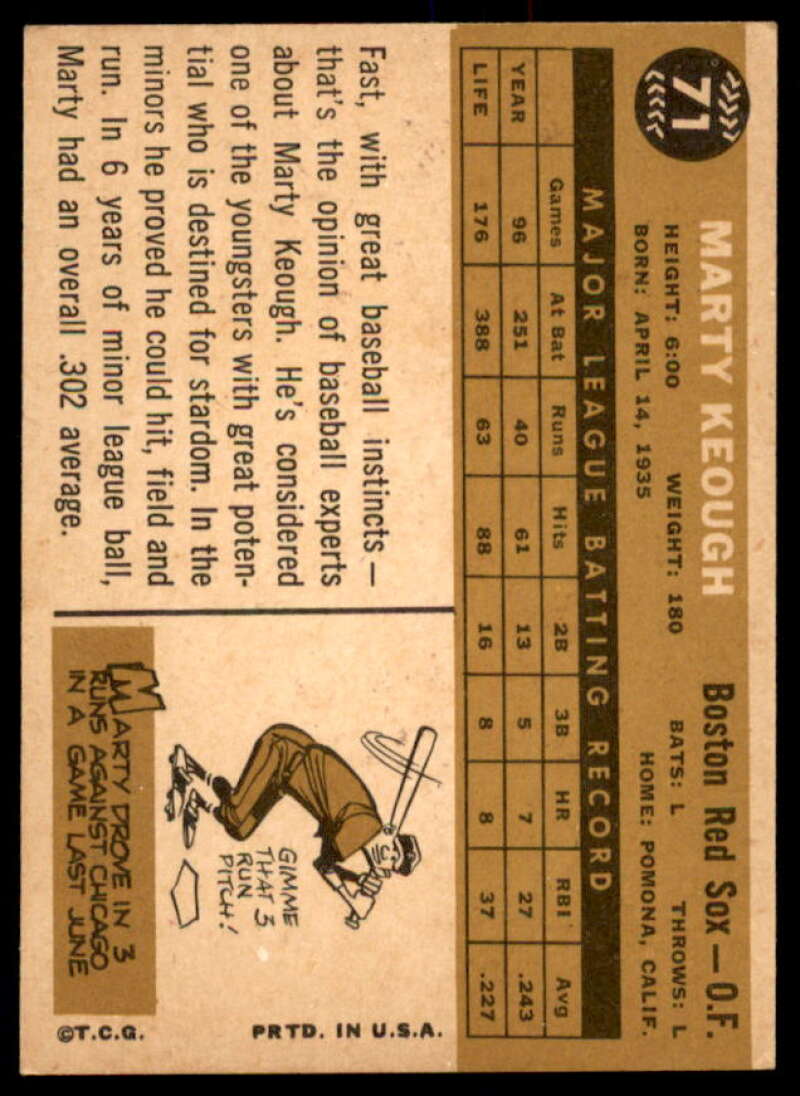 71
MARTY KEOUGH Boston Red Sox—O.F.
HEIGHT: 6:00 WEIGHT: 180 BATS: L THROWS: L
BORN: APRIL 14, 1935 HOME: POMONA, CALIF.
MAJOR LEAGUE BATTING RECORD
Games At Bat Runs Hits 2B 3B HR RBI Avg
YEAR 96 251 40 61 13 5 7 27 .243
LIFE 176 388 63 88 16 8 8 37 .227
Fast, with great baseball instincts—
that's the opinion of baseball experts
about Marty Keough. He's considered
one of the youngsters with great poten-
tial who is destined for stardom. In the
minors he proved he could hit, field and
run. In 6 years of minor league ball,
Marty had an overall .302 average.
GIMME
THAT 3
RUN
PITCH!
MARTY DROVE IN 3
RUNS AGAINST CHICAGO
IN A GAME LAST JUNE
©T.C.G. PRTD. IN U.S.A.